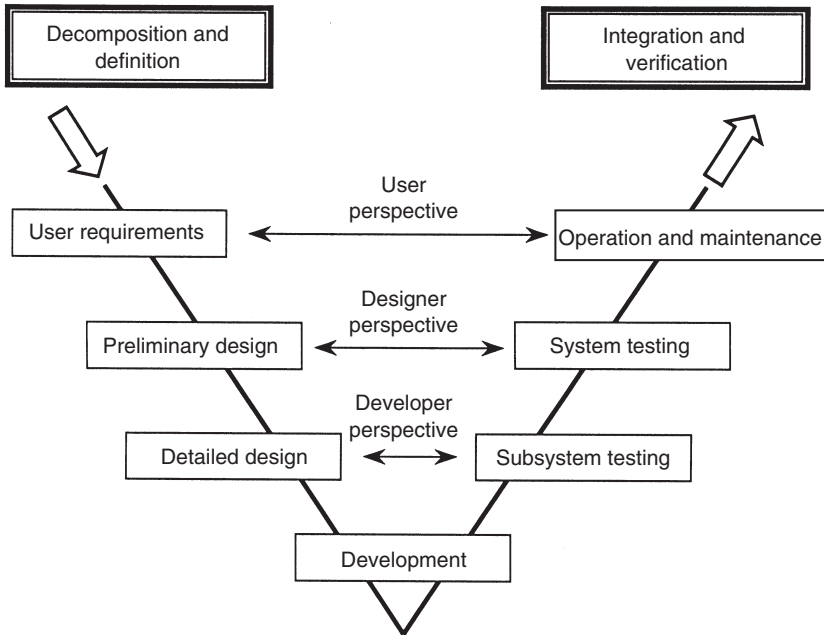 Decomposition and
definition
Integration and
verification
User
perspective
User requirements
Operation and maintenance
Designer
perspective
Preliminary design
System testing
Developer
perspective
Detailed design
Subsystem testing
Development